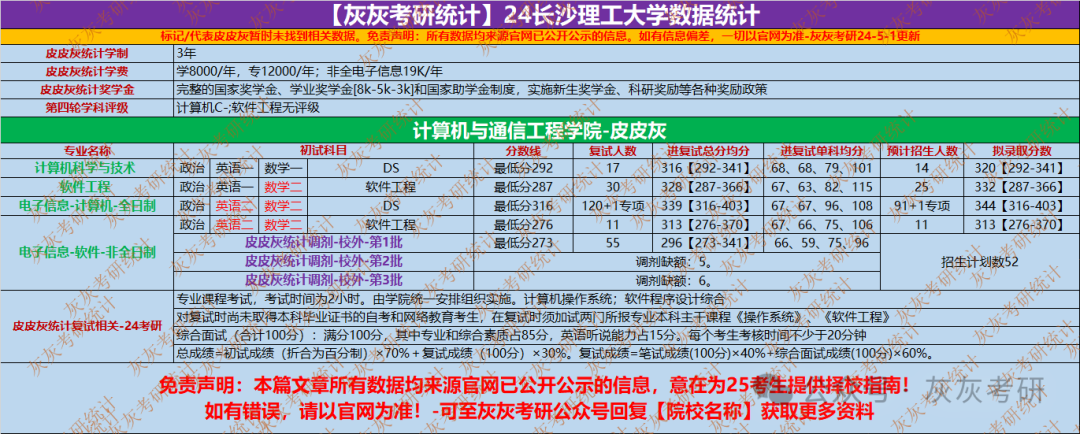 【灰灰考研统计】24长沙理工大学数据统计
标记/代表皮皮灰暂时未找到相关数据。免责声明：所有数据均来源官网已公开公示的信息。如有信息偏差，一切以官网为准-灰灰考研24-5-1更新
皮皮灰统计学制 3年
皮皮灰统计学费 学8000/年，专12000/年；非全电子信息19K/年
皮皮灰统计奖学金 完整的国家奖学金、学业奖学金[8k-5k-3k]和国家助学金制度，实施新生奖学金、科研奖励等各种奖励政策
第四轮学科评级 计算机C-;软件工程无评级
计算机与通信工程学院-皮皮灰
专业名称 初试科目 分数线 复试人数 进复试总分均分 进复试单科均分 预计招生人数 拟录取分数
计算机科学与技术 政治 英语一 数学一 DS 最低分292 17 316【292-341】 68、68、79、101 14 320【292-341】
软件工程 政治 英语一 数学二 软件工程 最低分287 30 328【287-366】 67、63、82、115 25 332【287-366】
电子信息-计算机-全日制 政治 英语二 数学二 DS 最低分316 120+1专项 339【316-403】 67、67、96、108 91+1专项 344【316-403】
电子信息-软件-非全日制 政治 英语二 数学二 软件工程 最低分276 11 313【276-370】 67、66、75、106 11 313【276-370】
皮皮灰统计调剂-校外-第1批 最低分273 55 296【273-341】 66、59、75、96 招生计划数52
皮皮灰统计调剂-校外-第2批 调剂缺额：5。
皮皮灰统计调剂-校外-第3批 调剂缺额：6。
皮皮灰统计复试相关-24考研
专业课程考试，考试时间为2小时。由学院统一安排组织实施。计算机操作系统；软件程序设计综合
对复试时尚未取得本科毕业证书的自考和网络教育考生，在复试时须加试两门所报专业本科主干课程《操作系统》、《软件工程》
综合面试（合计100分）：满分100分，其中专业和综合素质占85分，英语听说能力占15分。每个考生考核时间不少于20分钟
总成绩=初试成绩（折合为百分制）×70%＋复试成绩（100分）×30%。复试成绩=笔试成绩(100分)×40%+综合面试成绩(100分)×60%。
免责声明：本篇文章所有数据均来源官网已公开公示的信息，意在为25考生提供择校指南！
如有错误，请以官网为准！-可至灰灰考研公众号回复【院校名称】获取更多资料
公众号 灰灰考研
灰灰考研统计